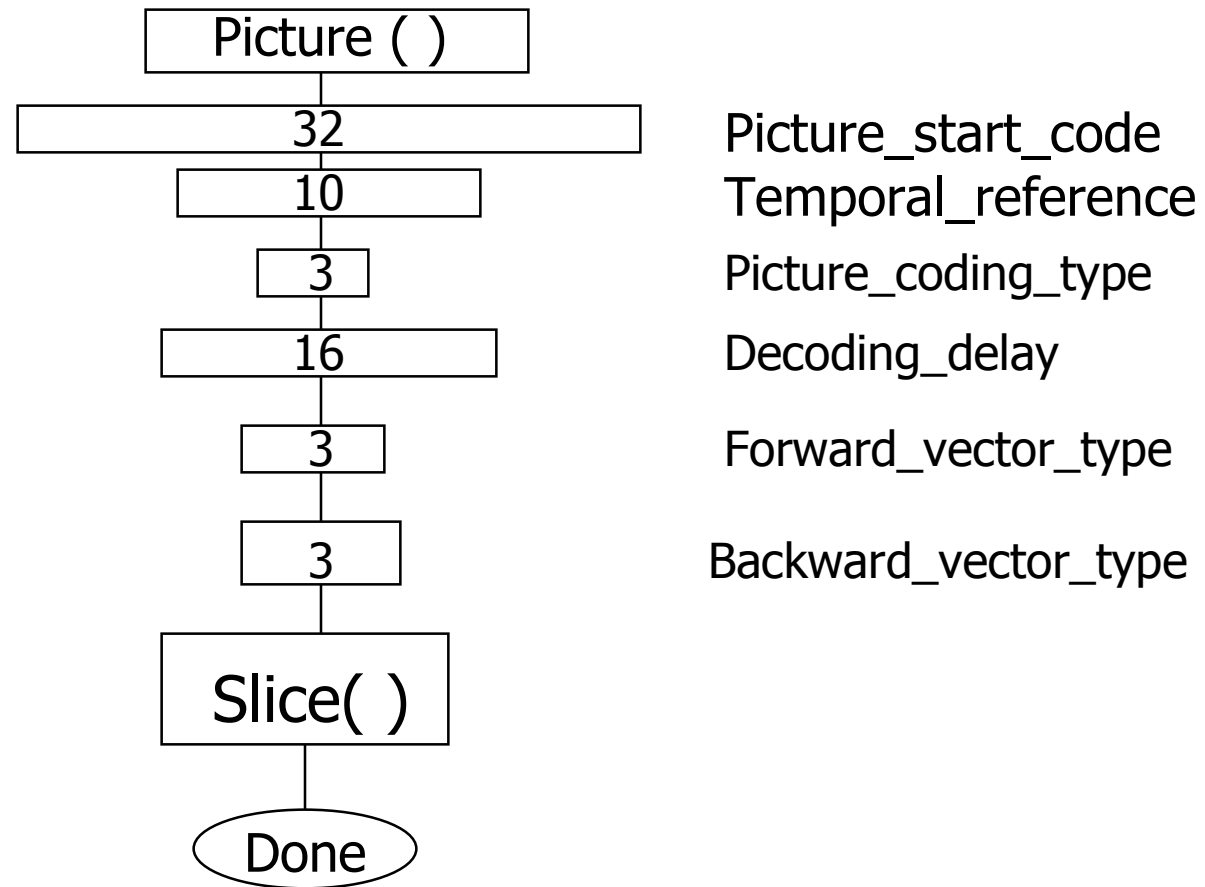 Picture ( )
32 Picture_start_code
10 Temporal_reference
3 Picture_coding_type
16 Decoding_delay
3 Forward_vector_type
3 Backward_vector_type
Slice( )
Done